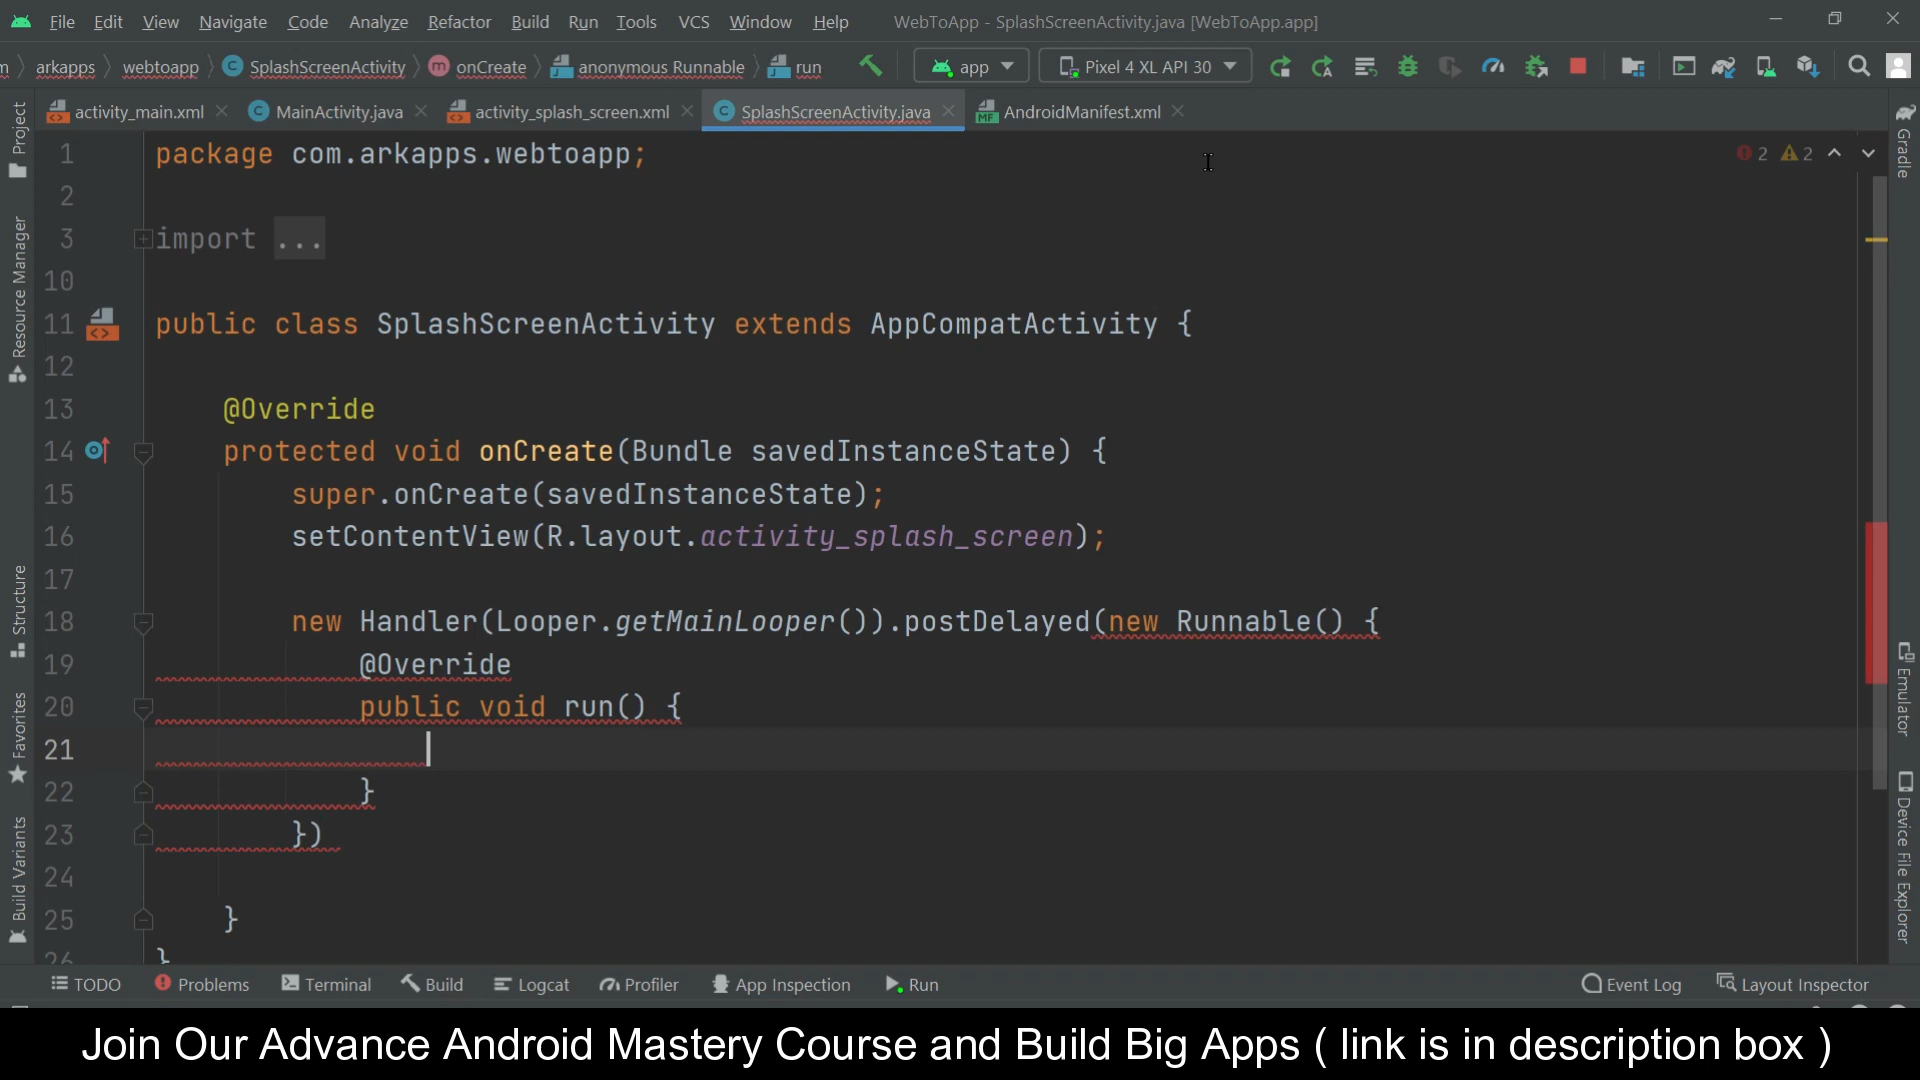 File Edit View Navigate Code Analyze Refactor Build Run Tools VCS Window Help WebToApp - SplashScreenActivity.java [WebToApp.app]
arkapps webtoapp SplashScreenActivity onCreate anonymous Runnable run app Pixel 4 XL API 30
activity_main.xml MainActivity.java activity_splash_screen.xml SplashScreenActivity.java AndroidManifest.xml
1 package com.arkapps.webtoapp;
2 2
2
3 import ...
10
11 public class SplashScreenActivity extends AppCompatActivity {
12
13 @Override
14 protected void onCreate(Bundle savedInstanceState) {
15 super.onCreate(savedInstanceState);
16 setContentView(R.layout.activity_splash_screen);
17
18 new Handler(Looper.getMainLooper()).postDelayed(new Runnable() {
19 @Override
20 public void run() {
21
22 }
23 })
24
25 }
26 }
Project
Resource Manager
Structure
Favorites
Build Variants
Gradle
Emulator
Device File Explorer
TODO Problems Terminal Build Logcat Profiler App Inspection Run Event Log Layout Inspector
Join Our Advance Android Mastery Course and Build Big Apps ( link is in description box )